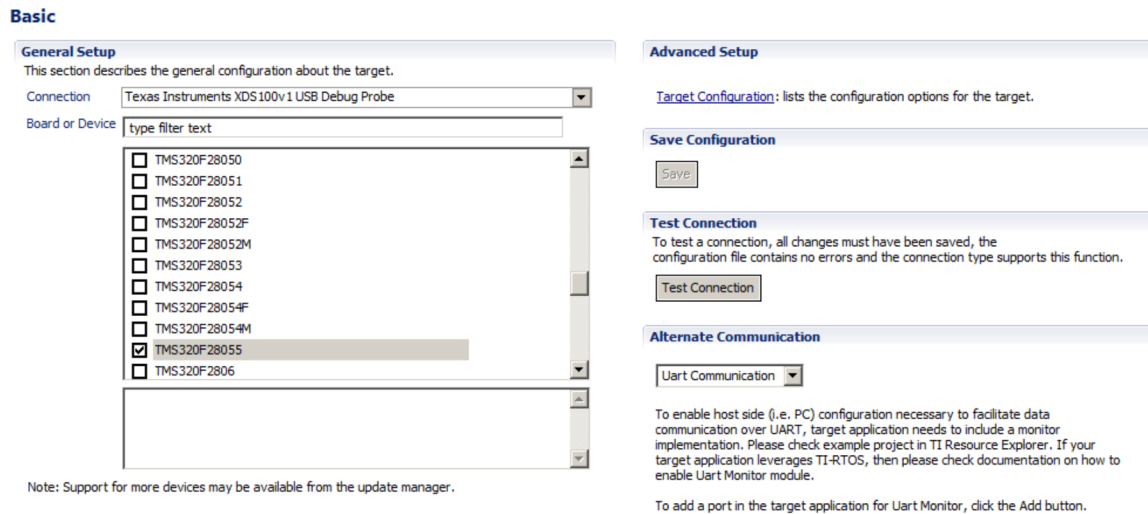 Basic
General Setup
This section describes the general configuration about the target.
Connection
Texas Instruments XDS100v1 USB Debug Probe
Board or Device
type filter text
TMS320F28050
TMS320F28051
TMS320F28052
TMS320F28052F
TMS320F28052M
TMS320F28053
TMS320F28054
TMS320F28054F
TMS320F28054M
TMS320F28055
TMS320F2806
Note: Support for more devices may be available from the update manager.
Advanced Setup
Target Configuration: lists the configuration options for the target.
Save Configuration
Save
Test Connection
To test a connection, all changes must have been saved, the
configuration file contains no errors and the connection type supports this function.
Test Connection
Alternate Communication
Uart Communication
To enable host side (i.e. PC) configuration necessary to facilitate data
communication over UART, target application needs to include a monitor
implementation. Please check example project in TI Resource Explorer. If your
target application leverages TI-RTOS, then please check documentation on how to
enable Uart Monitor module.
To add a port in the target application for Uart Monitor, click the Add button.